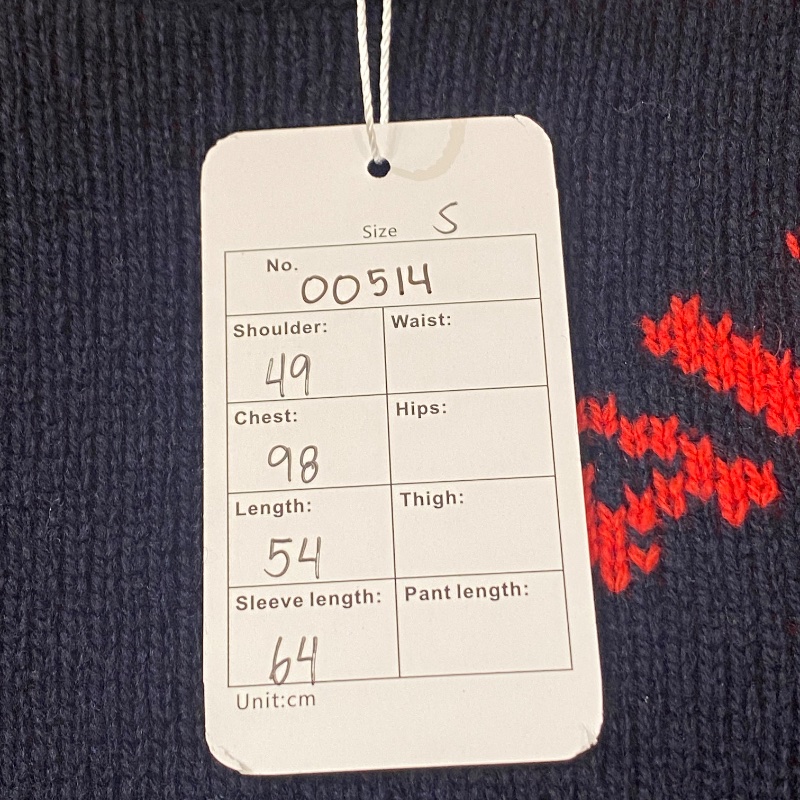 Size S
No. 00514
Shoulder: Waist:
49
Chest: Hips:
98
Length: Thigh:
54
Sleeve length: Pant length:
64
Unit:cm